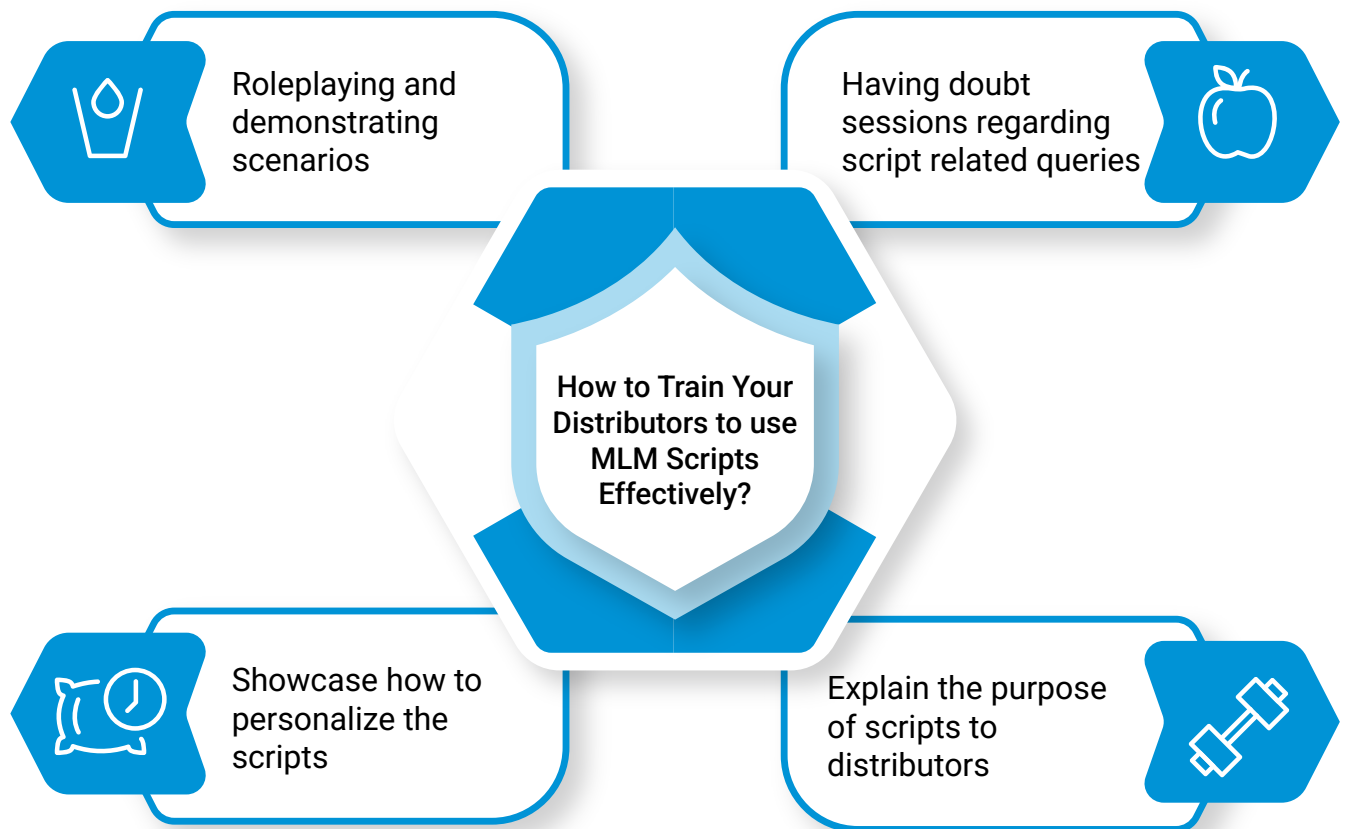 Roleplaying and
demonstrating
scenarios
Having doubt
sessions regarding
script related queries
How to Train Your
Distributors to use
MLM Scripts
Effectively?
Showcase how to
personalize the
scripts
Explain the purpose
of scripts to
distributors